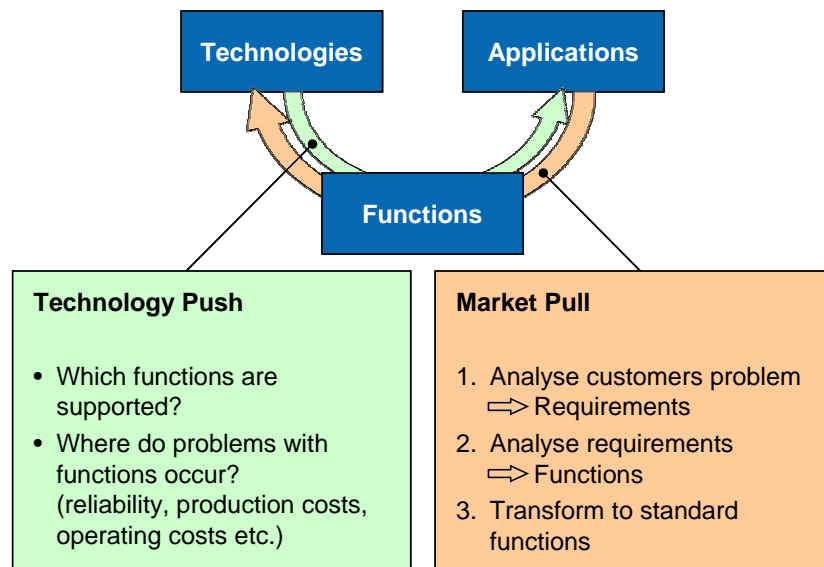 Technologies
Applications
Functions
Technology Push
• Which functions are
supported?
• Where do problems with
functions occur?
(reliability, production costs,
operating costs etc.)
Market Pull
1. Analyse customers problem
⇨ Requirements
2. Analyse requirements
⇨ Functions
3. Transform to standard
functions